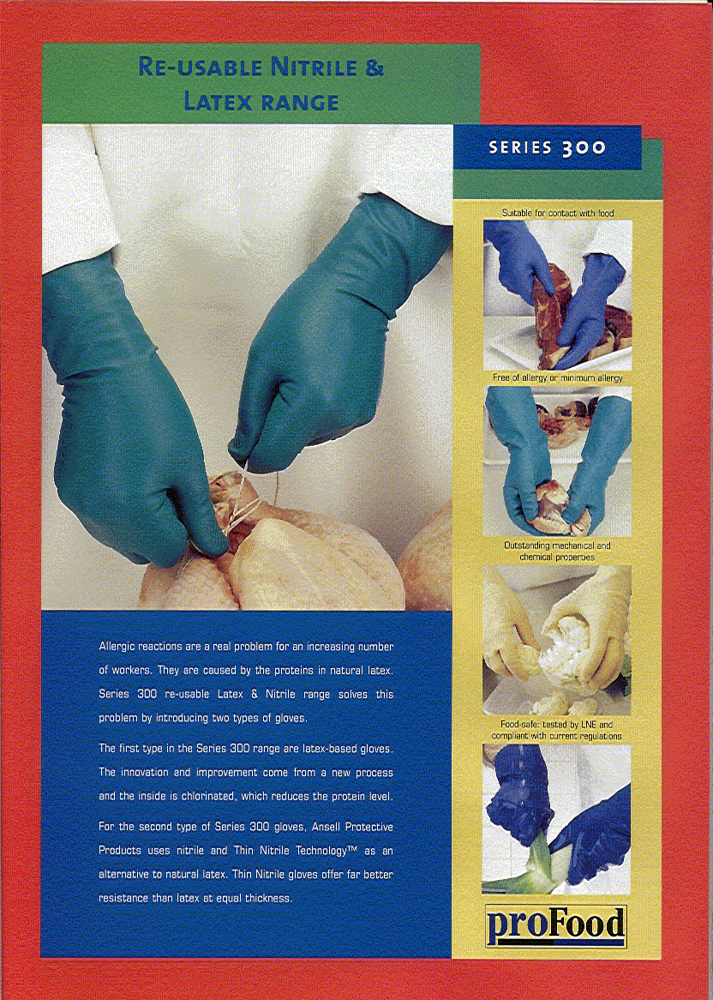 RE-USABLE NITRILE &
LATEX RANGE
SERIES 300
Suitable for contact with food
Free of allergy or minimum allergy
Outstanding mechanical and
chemical properties
Food-safe: tested by LNE and
compliant with current regulations
Allergic reactions are a real problem for an increasing number
of workers. They are caused by the proteins in natural latex.
Series 300 re-usable Latex & Nitrile range solves this
problem by introducing two types of gloves.
The first type in the Series 300 range are latex-based gloves.
The innovation and improvement come from a new process
and the inside is chlorinated, which reduces the protein level.
For the second type of Series 300 gloves, Ansell Protective
Products uses nitrile and Thin Nitrile Technology™ as an
alternative to natural latex. Thin Nitrile gloves offer far better
resistance than latex at equal thickness.
proFood